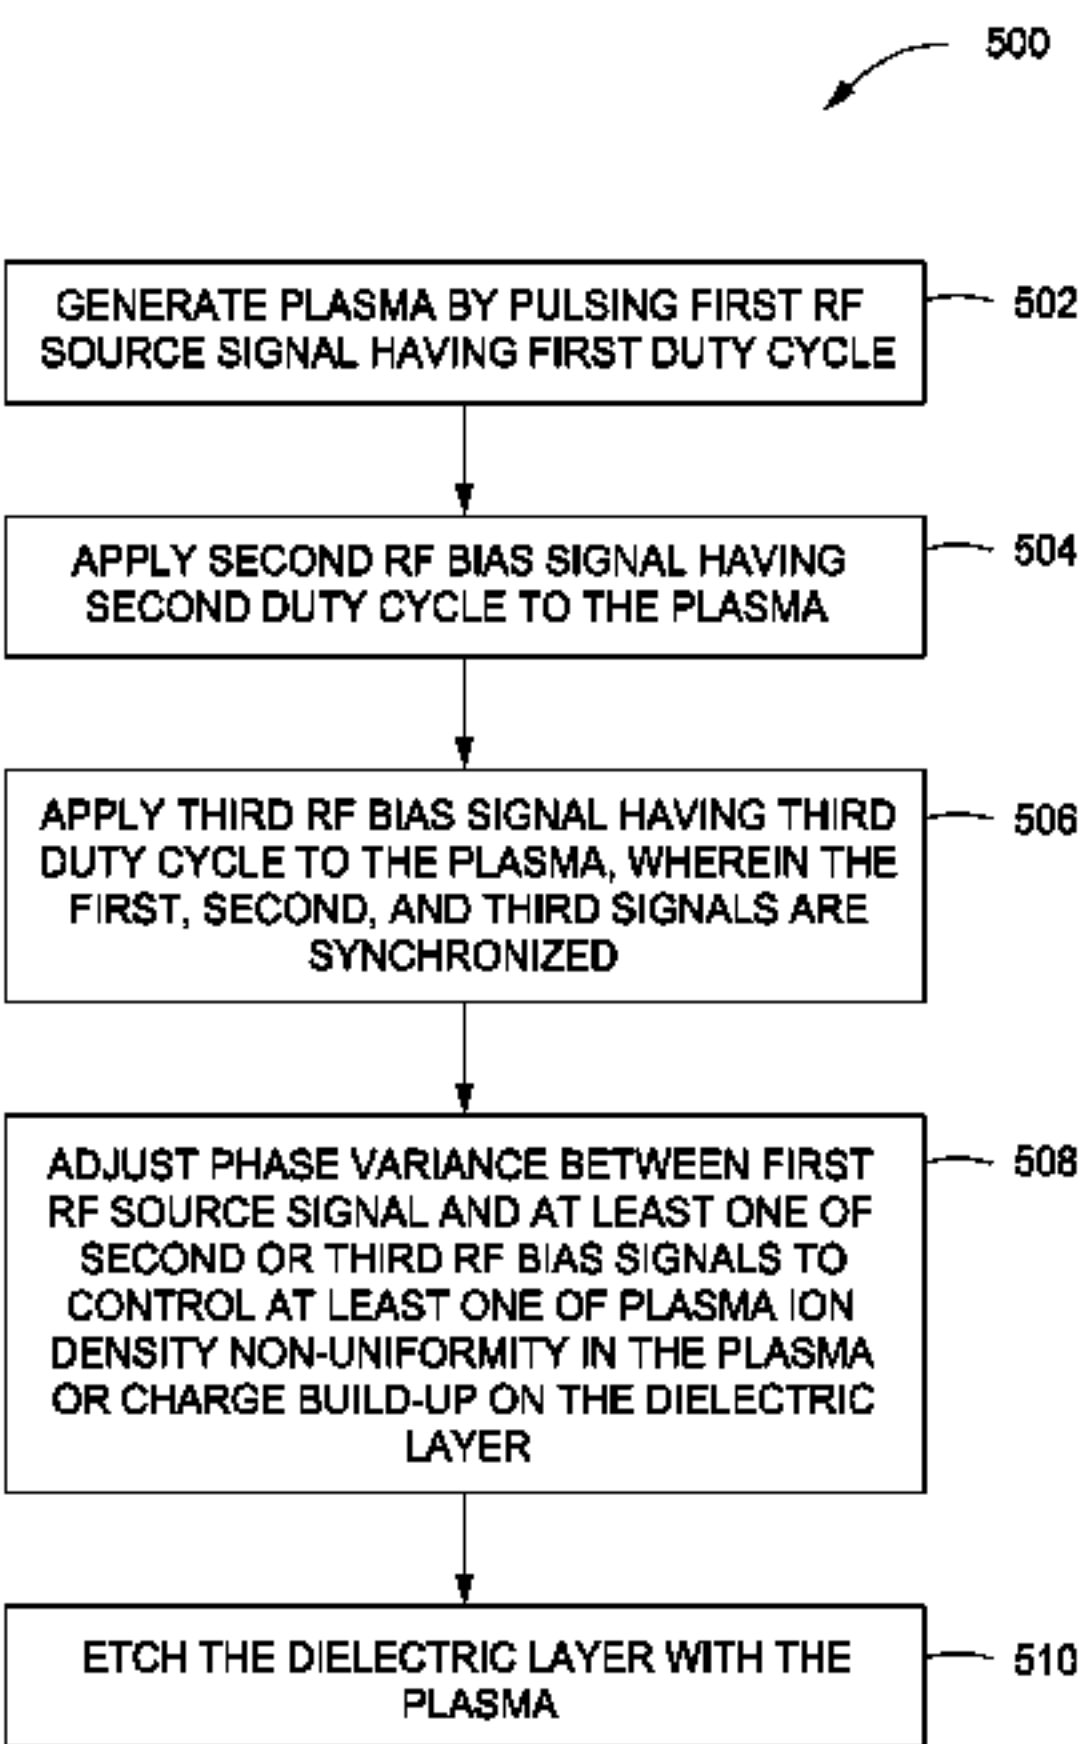 500
GENERATE PLASMA BY PULSING FIRST RF
SOURCE SIGNAL HAVING FIRST DUTY CYCLE
502
APPLY SECOND RF BIAS SIGNAL HAVING
SECOND DUTY CYCLE TO THE PLASMA
504
APPLY THIRD RF BIAS SIGNAL HAVING THIRD
DUTY CYCLE TO THE PLASMA, WHEREIN THE
FIRST, SECOND, AND THIRD SIGNALS ARE
SYNCHRONIZED
506
ADJUST PHASE VARIANCE BETWEEN FIRST
RF SOURCE SIGNAL AND AT LEAST ONE OF
SECOND OR THIRD RF BIAS SIGNALS TO
CONTROL AT LEAST ONE OF PLASMA ION
DENSITY NON-UNIFORMITY IN THE PLASMA
OR CHARGE BUILD-UP ON THE DIELECTRIC
LAYER
508
ETCH THE DIELECTRIC LAYER WITH THE
PLASMA
510